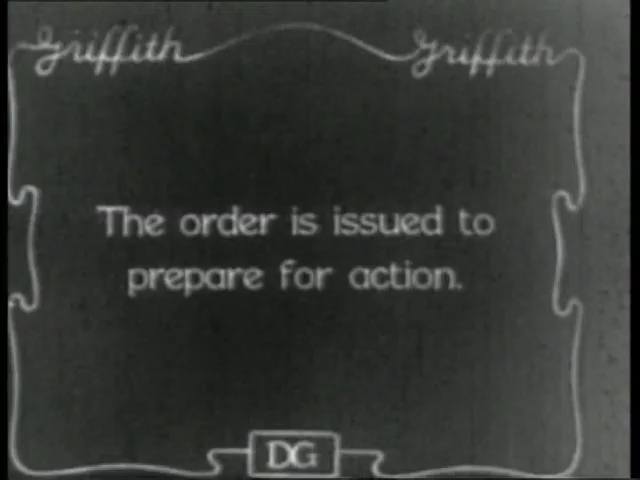 Griffith Griffith
The order is issued to
prepare for action.
DG